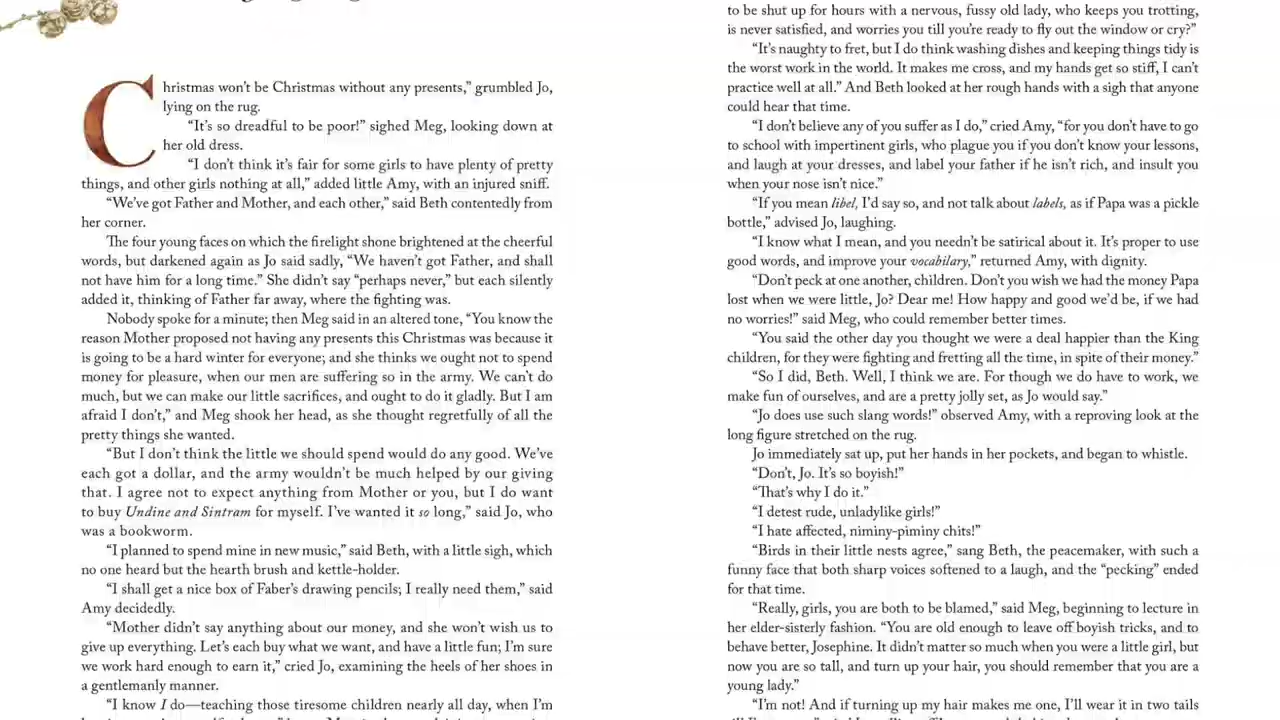 Christmas won’t be Christmas without any presents,” grumbled Jo,
lying on the rug.
“It’s so dreadful to be poor!” sighed Meg, looking down at
her old dress.
“I don’t think it’s fair for some girls to have plenty of pretty
things, and other girls nothing at all,” added little Amy, with an injured sniff.
“We’ve got Father and Mother, and each other,” said Beth contentedly from
her corner.
The four young faces on which the firelight shone brightened at the cheerful
words, but darkened again as Jo said sadly, “We haven’t got Father, and shall
not have him for a long time.” She didn’t say “perhaps never,” but each silently
added it, thinking of Father far away, where the fighting was.
Nobody spoke for a minute; then Meg said in an altered tone, “You know the
reason Mother proposed not having any presents this Christmas was because it
is going to be a hard winter for everyone; and she thinks we ought not to spend
money for pleasure, when our men are suffering so in the army. We can’t do
much, but we can make our little sacrifices, and ought to do it gladly. But I am
afraid I don’t,” and Meg shook her head, as she thought regretfully of all the
pretty things she wanted.
“But I don’t think the little we should spend would do any good. We’ve
each got a dollar, and the army wouldn’t be much helped by our giving
that. I agree not to expect anything from Mother or you, but I do want
to buy Undine and Sintram for myself. I’ve wanted it so long,” said Jo, who
was a bookworm.
“I planned to spend mine in new music,” said Beth, with a little sigh, which
no one heard but the hearth brush and kettle-holder.
“I shall get a nice box of Faber’s drawing pencils; I really need them,” said
Amy decidedly.
“Mother didn’t say anything about our money, and she won’t wish us to
give up everything. Let’s each buy what we want, and have a little fun; I’m sure
we work hard enough to earn it,” cried Jo, examining the heels of her shoes in
a gentlemanly manner.
“I know I do—teaching those tiresome children nearly all day, when I’m
to be shut up for hours with a nervous, fussy old lady, who keeps you trotting,
is never satisfied, and worries you till you’re ready to fly out the window or cry?”
“It’s naughty to fret, but I do think washing dishes and keeping things tidy is
the worst work in the world. It makes me cross, and my hands get so stiff, I can’t
practice well at all.” And Beth looked at her rough hands with a sigh that anyone
could hear that time.
“I don’t believe any of you suffer as I do,” cried Amy, “for you don’t have to go
to school with impertinent girls, who plague you if you don’t know your lessons,
and laugh at your dresses, and label your father if he isn’t rich, and insult you
when your nose isn’t nice.”
“If you mean libel, I’d say so, and not talk about labels, as if Papa was a pickle
bottle,” advised Jo, laughing.
“I know what I mean, and you needn’t be satirical about it. It’s proper to use
good words, and improve your vocabilary,” returned Amy, with dignity.
“Don’t peck at one another, children. Don’t you wish we had the money Papa
lost when we were little, Jo? Dear me! How happy and good we’d be, if we had
no worries!” said Meg, who could remember better times.
“You said the other day you thought we were a deal happier than the King
children, for they were fighting and fretting all the time, in spite of their money.”
“So I did, Beth. Well, I think we are. For though we do have to work, we
make fun of ourselves, and are a pretty jolly set, as Jo would say.”
“Jo does use such slang words!” observed Amy, with a reproving look at the
long figure stretched on the rug.
Jo immediately sat up, put her hands in her pockets, and began to whistle.
“Don’t, Jo. It’s so boyish!”
“That’s why I do it.”
“I detest rude, unladylike girls!”
“I hate affected, niminy-piminy chits!”
“Birds in their little nests agree,” sang Beth, the peacemaker, with such a
funny face that both sharp voices softened to a laugh, and the “pecking” ended
for that time.
“Really, girls, you are both to be blamed,” said Meg, beginning to lecture in
her elder-sisterly fashion. “You are old enough to leave off boyish tricks, and to
behave better, Josephine. It didn’t matter so much when you were a little girl, but
now you are so tall, and turn up your hair, you should remember that you are a
young lady.”
“I’m not! And if turning up my hair makes me one, I’ll wear it in two tails